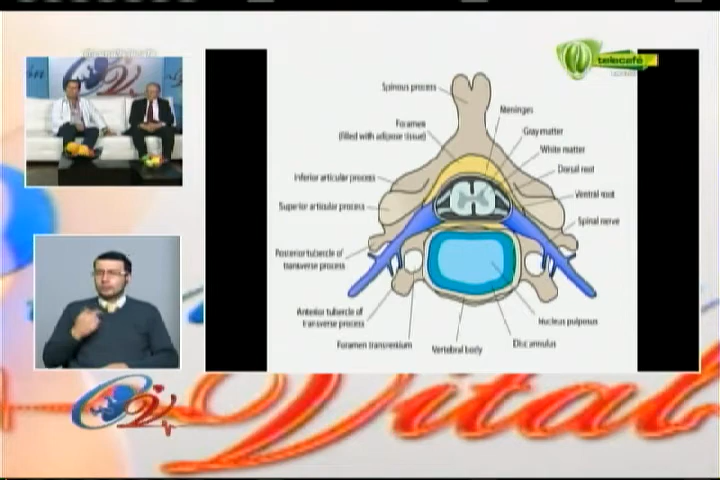 telecafé
Spinous process
Meninges
Foramen
(filled with adipose tissue)
Gray matter
White matter
Dorsal root
Inferior articular process
Ventral root
Superior articular process
Spinal nerve
Posterior tubercle of
transverse process
Anterior tubercle of
transverse process
Nucleus pulposus
Foramen transversium
Vertebral body
Disc annulus
Vital